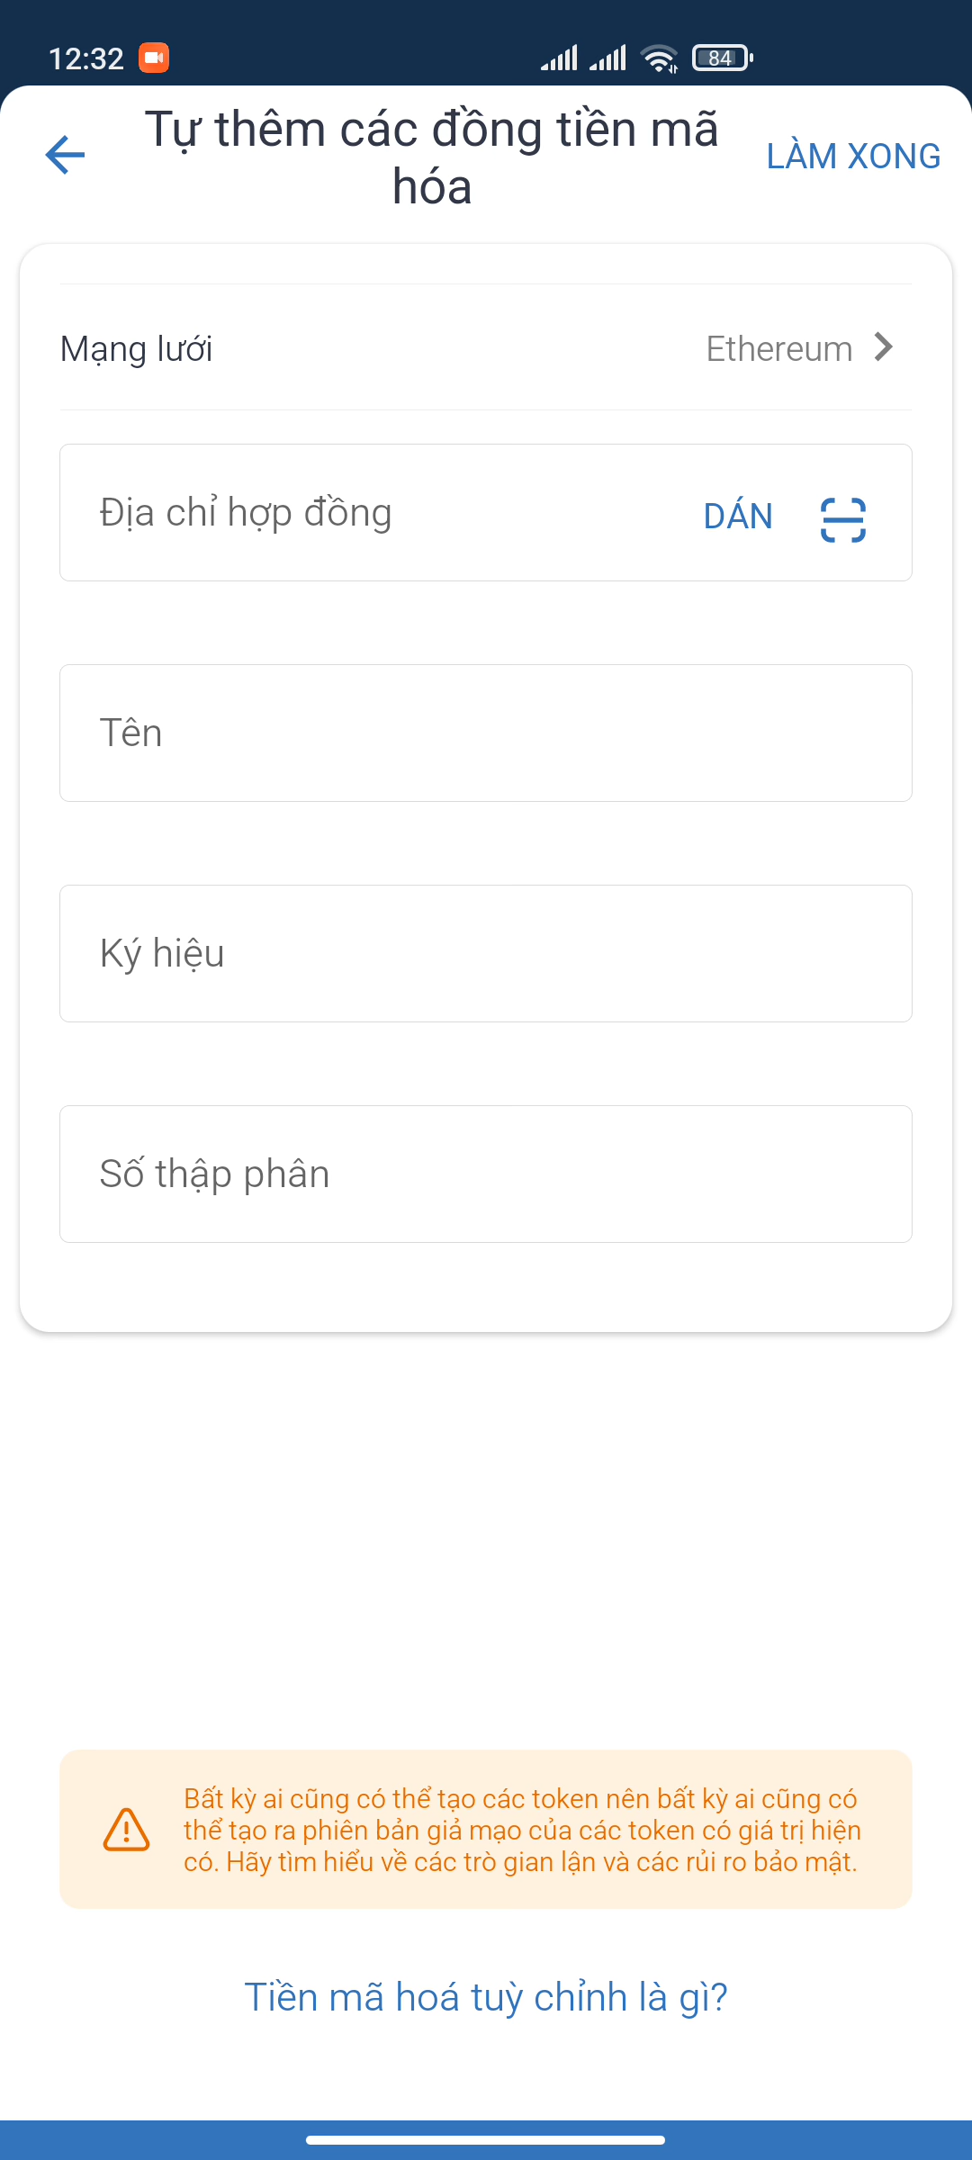 12:32
84
Tự thêm các đồng tiền mã
hóa
LÀM XONG
Mạng lưới
Ethereum
Địa chỉ hợp đồng
DÁN
Tên
Ký hiệu
Số thập phân
Bất kỳ ai cũng có thể tạo các token nên bất kỳ ai cũng có
thể tạo ra phiên bản giả mạo của các token có giá trị hiện
có. Hãy tìm hiểu về các trò gian lận và các rủi ro bảo mật.
Tiền mã hoá tuỳ chỉnh là gì?